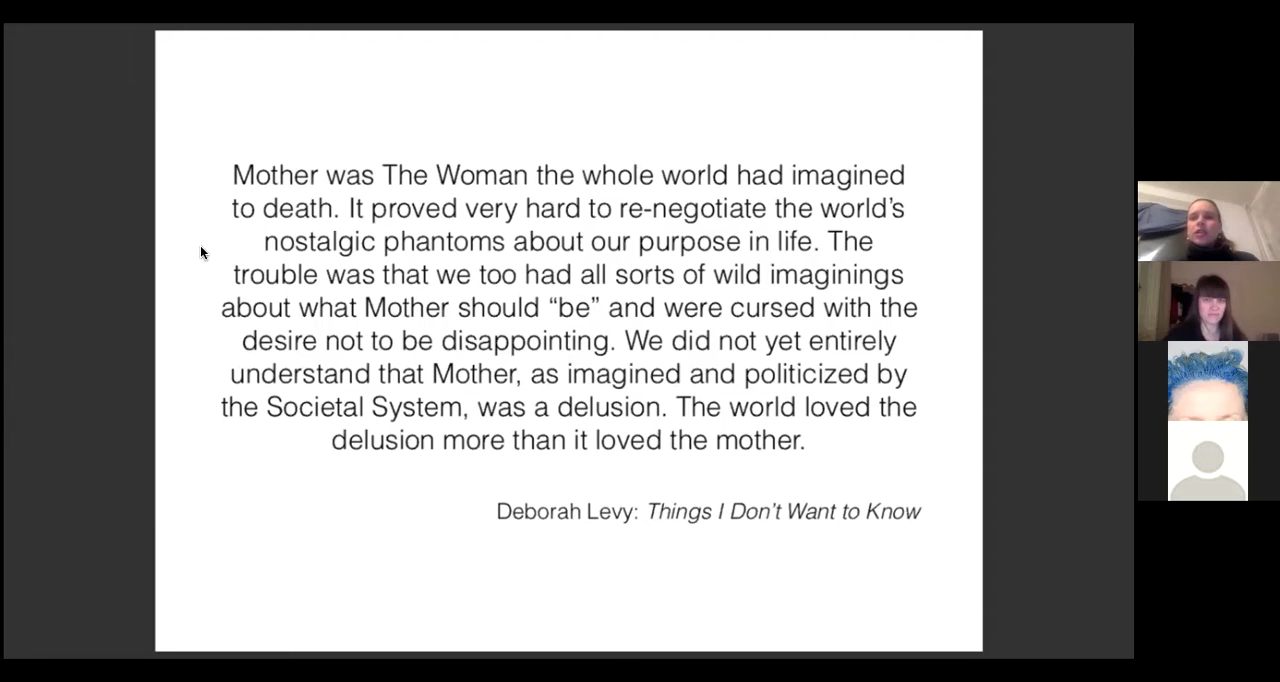 Mother was The Woman the whole world had imagined
to death. It proved very hard to re-negotiate the world’s
nostalgic phantoms about our purpose in life. The
trouble was that we too had all sorts of wild imaginings
about what Mother should “be” and were cursed with the
desire not to be disappointing. We did not yet entirely
understand that Mother, as imagined and politicized by
the Societal System, was a delusion. The world loved the
delusion more than it loved the mother.
Deborah Levy: Things I Don’t Want to Know